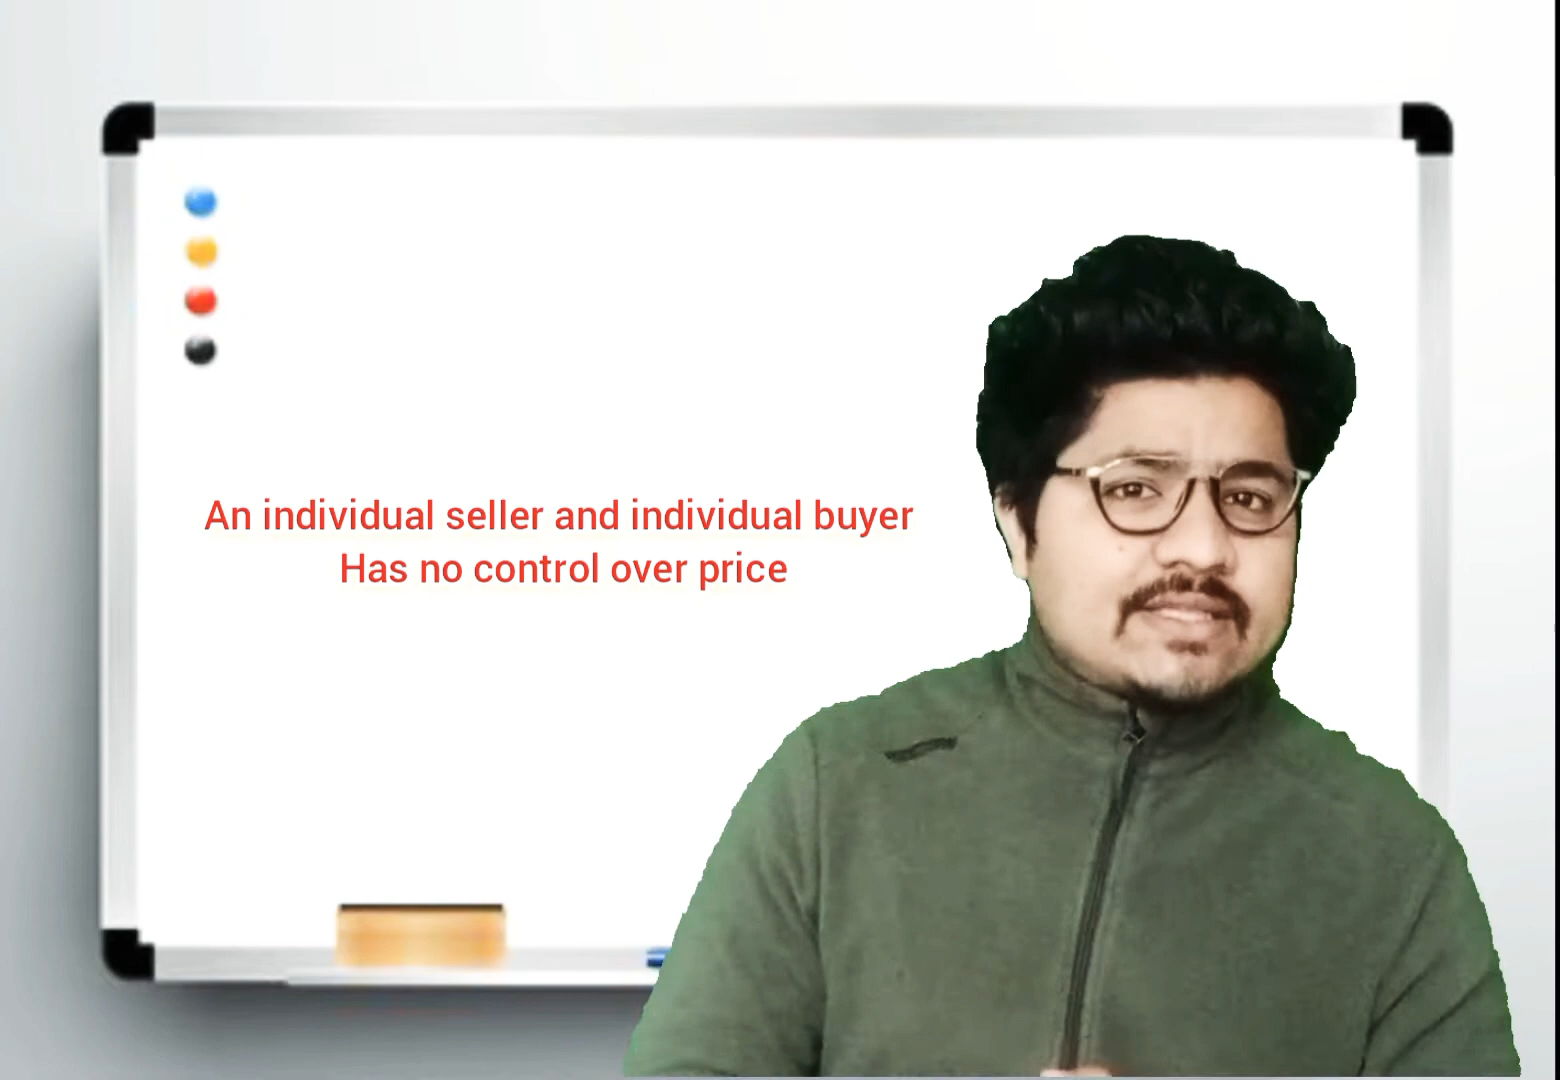 An individual seller and individual buyer
Has no control over price